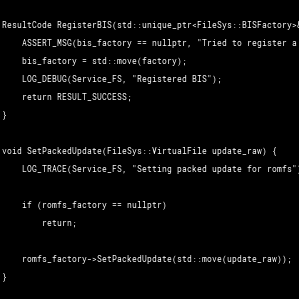 ResultCode RegisterBIS(std::unique_ptr<FileSys::BISFactory>&
ASSERT_MSG(bis_factory == nullptr, "Tried to register a
bis_factory = std::move(factory);
LOG_DEBUG(Service_FS, "Registered BIS");
return RESULT_SUCCESS;
}
void SetPackedUpdate(FileSys::VirtualFile update_raw) {
LOG_TRACE(Service_FS, "Setting packed update for romfs")
if (romfs_factory == nullptr)
return;
romfs_factory->SetPackedUpdate(std::move(update_raw));
}